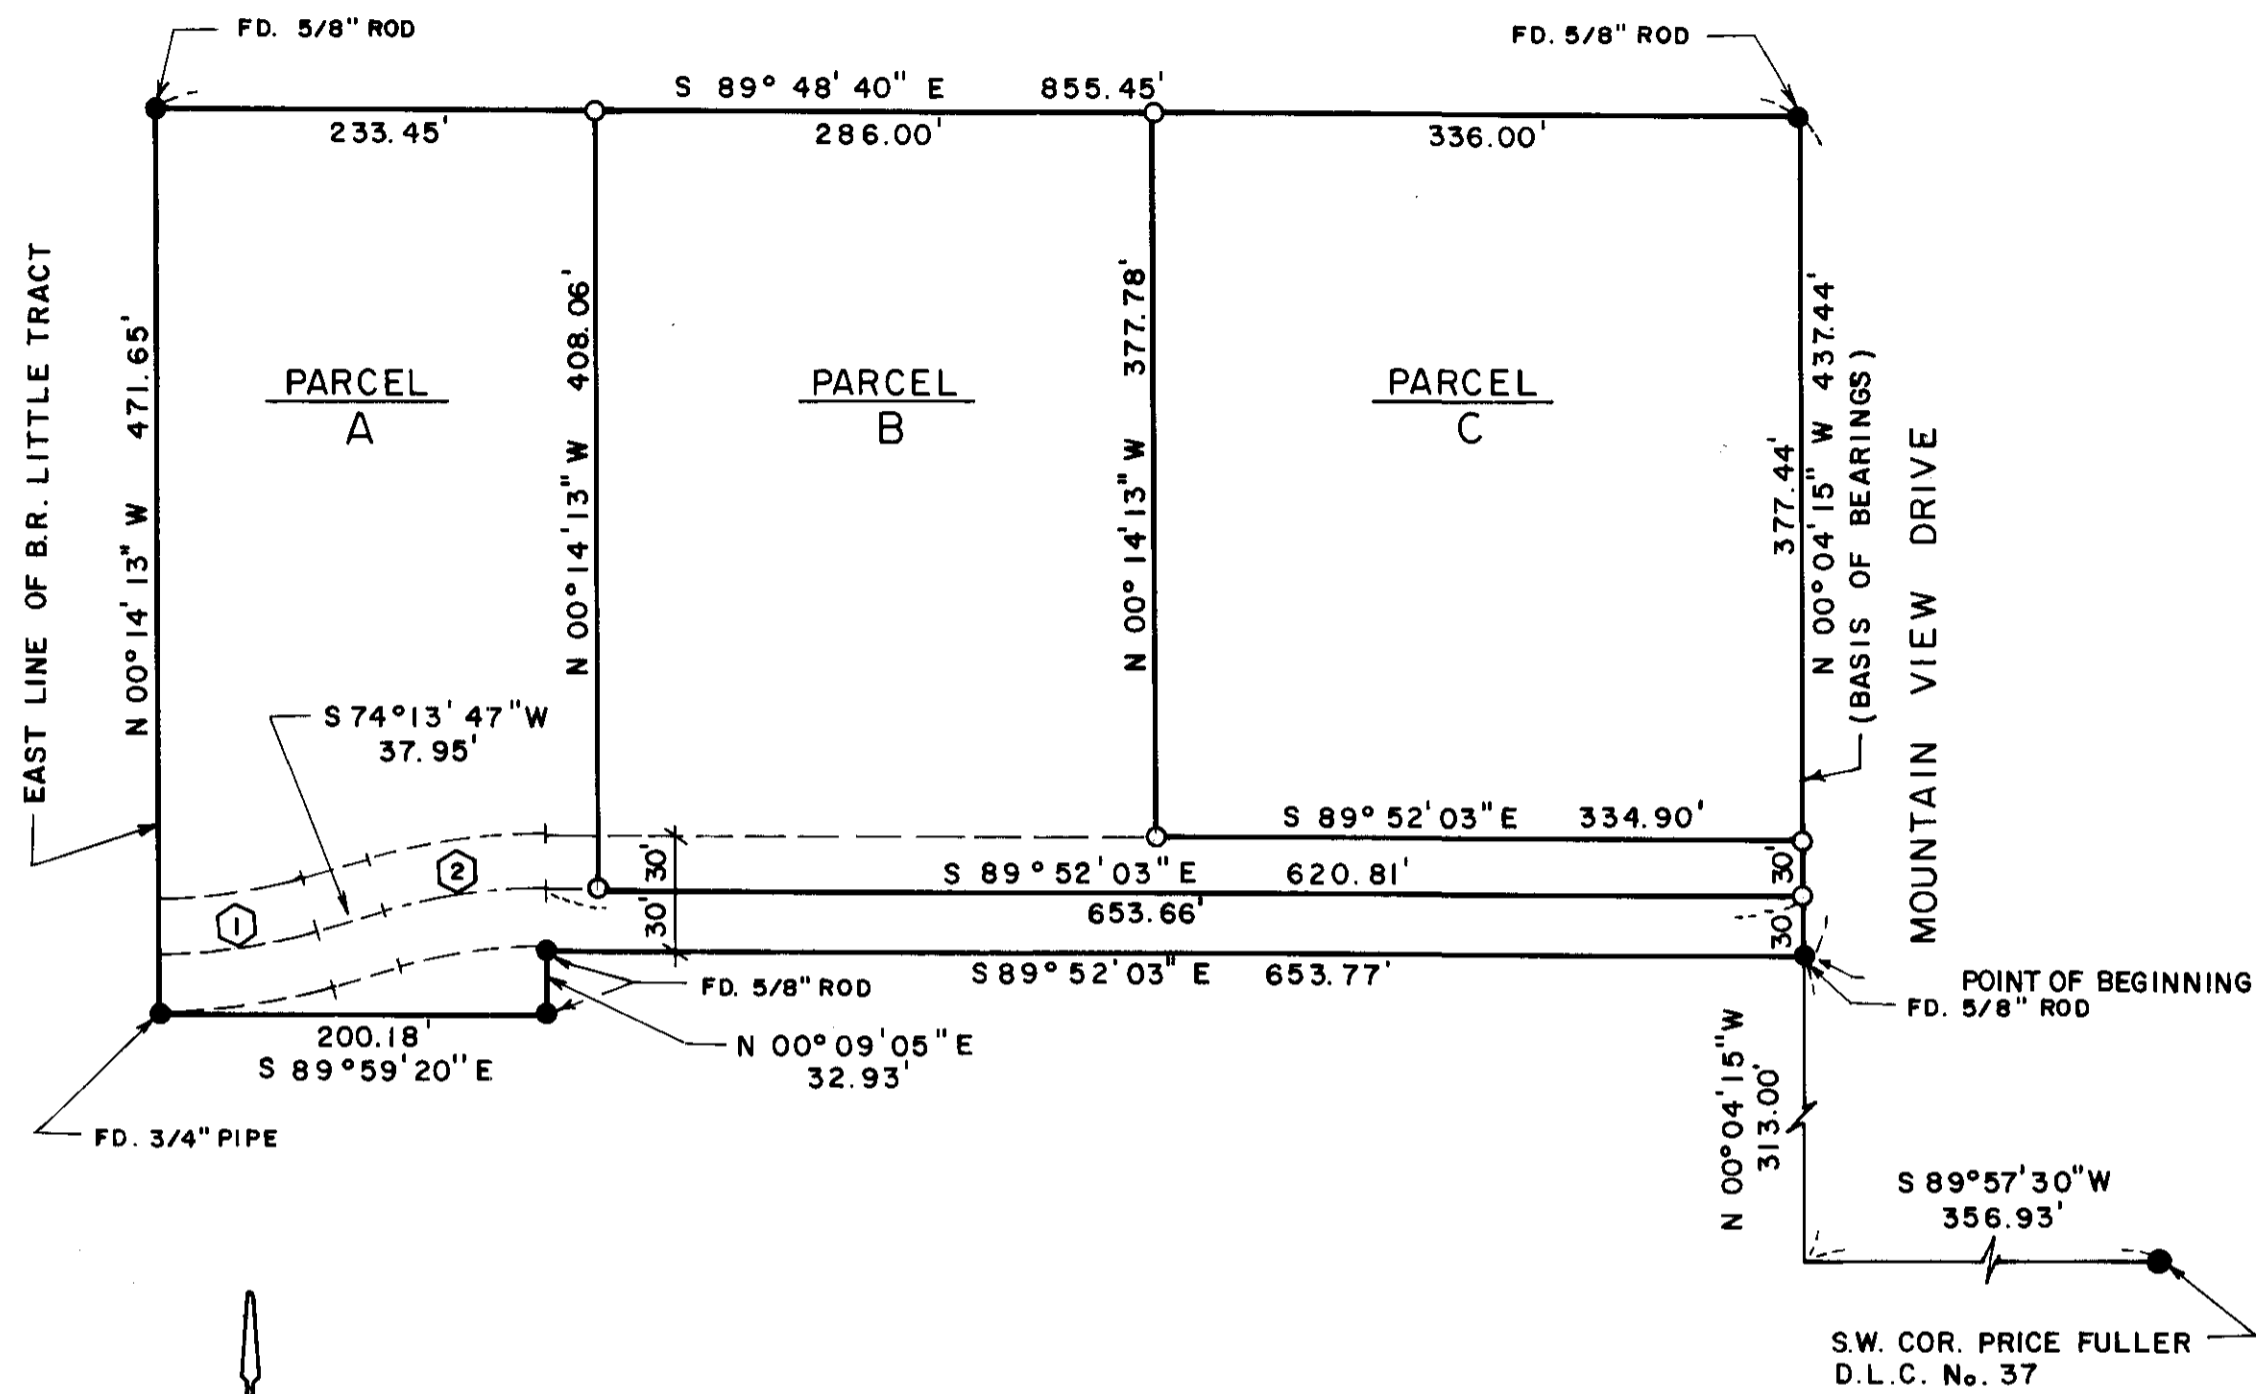 FD. 5/8" ROD
FD. 5/8" ROD
S 89° 48' 40" E 855.45'
233.45'
286.00'
336.00'
EAST LINE OF B.R. LITTLE TRACT
N 00° 14' 13" W 471.65'
PARCEL
A
N 00° 14' 13" W 408.06'
PARCEL
B
N 00° 14' 13" W 377.78'
PARCEL
C
377.44'
N 00° 04' 15" W 437.44'
(BASIS OF BEARINGS)
MOUNTAIN VIEW DRIVE
S 74° 13' 47" W
37.95'
S 89° 52' 03" E 334.90'
30'
30'
1
2
S 89° 52' 03" E 620.81'
653.66'
30'
30'
S 89° 52' 03" E 653.77'
FD. 5/8" ROD
POINT OF BEGINNING
FD. 5/8" ROD
200.18'
S 89° 59' 20" E
N 00° 09' 05" E
32.93'
FD. 3/4" PIPE
N 00° 04' 15" W
313.00'
S 89° 57' 30" W
356.93'
S.W. COR. PRICE FULLER
D.L.C. No. 37